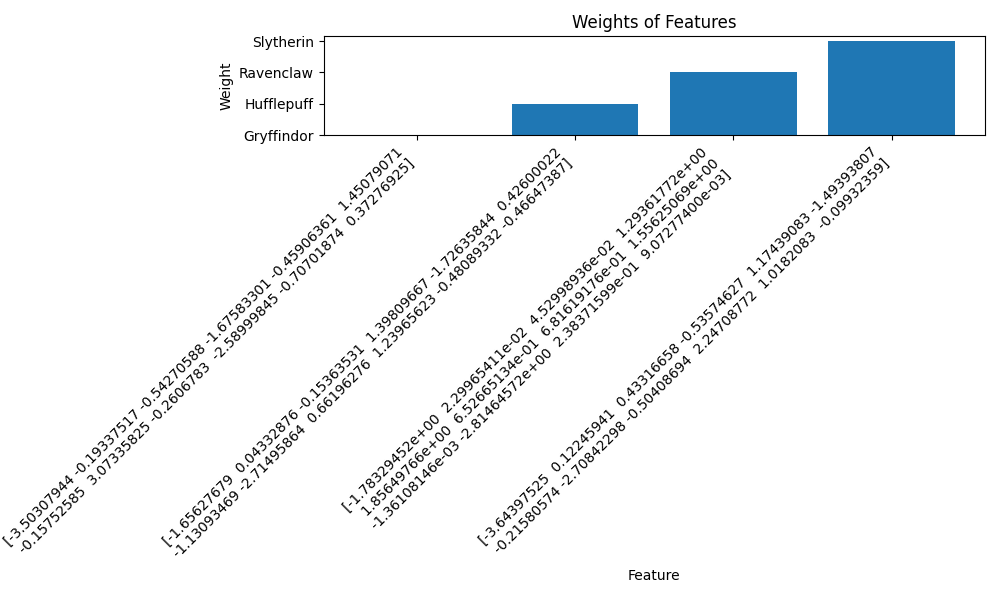 Weights of Features
Weight
Slytherin
Ravenclaw
Hufflepuff
Gryffindor
[-3.50307944 -0.19337517 -0.54270588 -1.67583301 -0.45906361  1.45079071
-0.15752585  3.07335825 -0.2606783  -2.58999845 -0.70701874  0.37276925]
[-1.65627679  0.04332876 -0.15363531  1.39809667 -1.72635844  0.42600022
-1.13093469 -2.71495864  0.66196276  1.23965623 -0.48089332 -0.46647387]
[-1.78329452e+00  2.29965411e-02  4.52998936e-02  1.29361772e+00
1.85649766e+00  6.52665134e-01  6.81619176e-01  1.55625069e+00
-1.36108146e-03 -2.81464572e+00  2.38371599e-01  9.07277400e-03]
[-3.64397525  0.12245941  0.43316658 -0.53574627  1.17439083 -1.49393807
-0.21580574 -2.70842298 -0.50408694  2.24708772  1.0182083  -0.09932359]
Feature